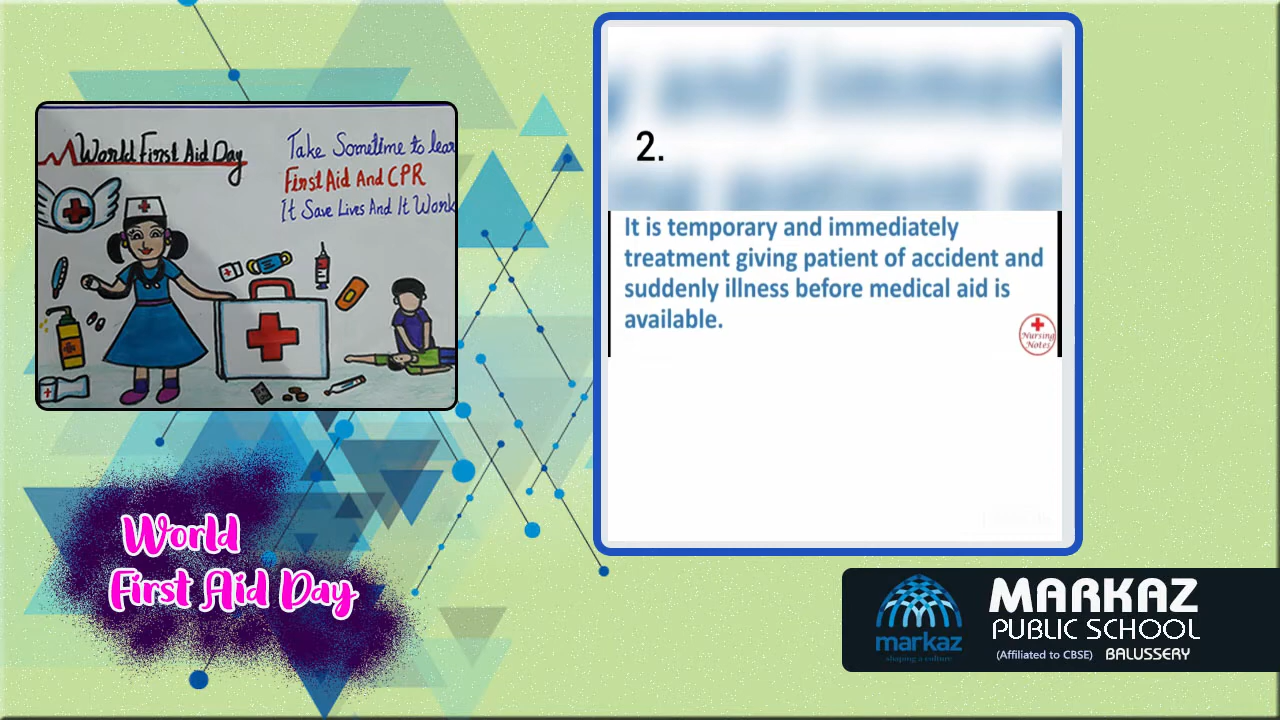 World First Aid Day
Take Sometime to lear
First Aid And CPR
It Save Lives And It Work
World
First Aid Day
2.
It is temporary and immediately
treatment giving patient of accident and
suddenly illness before medical aid is
available.
Nursing
Notes
markaz
shaping a culture
MARKAZ
PUBLIC SCHOOL
(Affiliated to CBSE) BALUSSERY